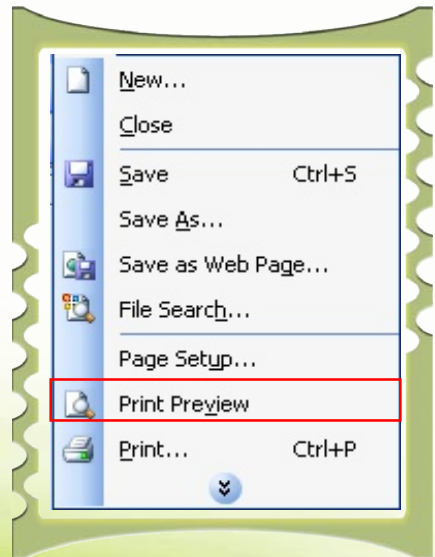 New...
Close
Save Ctrl+S
Save As...
Save as Web Page...
File Search...
Page Setup...
Print Preview
Print... Ctrl+P